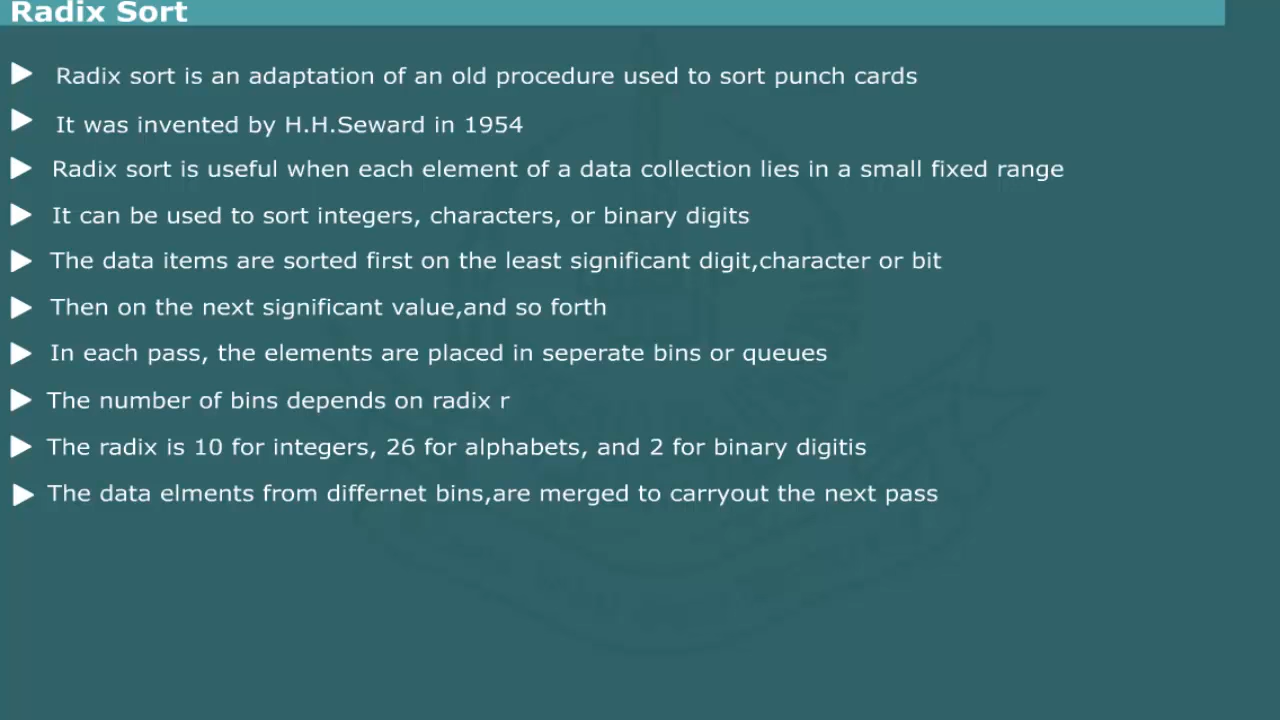 Radix Sort
Radix sort is an adaptation of an old procedure used to sort punch cards
It was invented by H.H.Seward in 1954
Radix sort is useful when each element of a data collection lies in a small fixed range
It can be used to sort integers, characters, or binary digits
The data items are sorted first on the least significant digit,character or bit
Then on the next significant value,and so forth
In each pass, the elements are placed in seperate bins or queues
The number of bins depends on radix r
The radix is 10 for integers, 26 for alphabets, and 2 for binary digitis
The data elments from differnet bins,are merged to carryout the next pass